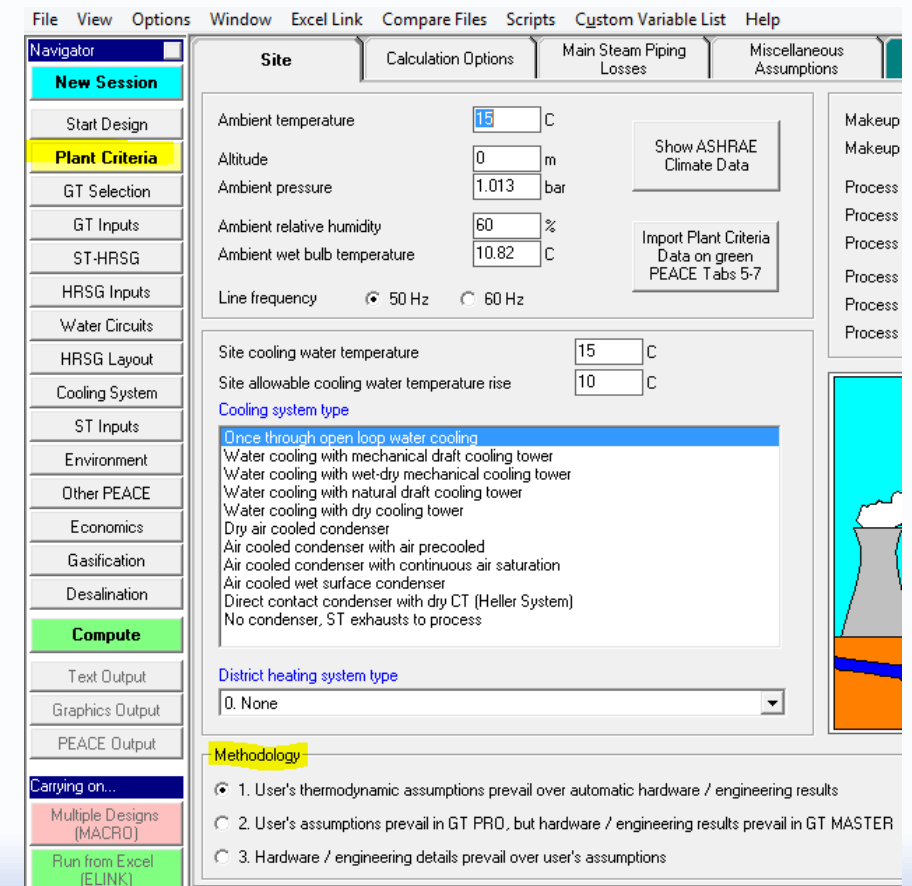 File View Options Window Excel Link Compare Files Scripts Custom Variable List Help
Navigator
New Session
Start Design
Plant Criteria
GT Selection
GT Inputs
ST-HRSG
HRSG Inputs
Water Circuits
HRSG Layout
Cooling System
ST Inputs
Environment
Other PEACE
Economics
Gasification
Desalination
Compute
Text Output
Graphics Output
PEACE Output
Carrying on...
Multiple Designs
(MACRO)
Run from Excel
(ELINK)
Site
Calculation Options
Main Steam Piping
Losses
Miscellaneous
Assumptions
Ambient temperature 15 C
Altitude 0 m
Ambient pressure 1.013 bar
Ambient relative humidity 60 %
Ambient wet bulb temperature 10.82 C
Line frequency 50 Hz 60 Hz
Show ASHRAE
Climate Data
Import Plant Criteria
Data on green
PEACE Tabs 5-7
Makeup
Makeup
Process
Process
Process
Process
Process
Process
Site cooling water temperature 15 C
Site allowable cooling water temperature rise 10 C
Cooling system type
Once through open loop water cooling
Water cooling with mechanical draft cooling tower
Water cooling with wet-dry mechanical cooling tower
Water cooling with natural draft cooling tower
Water cooling with dry cooling tower
Dry air cooled condenser
Air cooled condenser with air precooled
Air cooled condenser with continuous air saturation
Air cooled wet surface condenser
Direct contact condenser with dry CT (Heller System)
No condenser, ST exhausts to process
District heating system type
0. None
Methodology
1. User's thermodynamic assumptions prevail over automatic hardware / engineering results
2. User's assumptions prevail in GT PRO, but hardware / engineering results prevail in GT MASTER
3. Hardware / engineering details prevail over user's assumptions